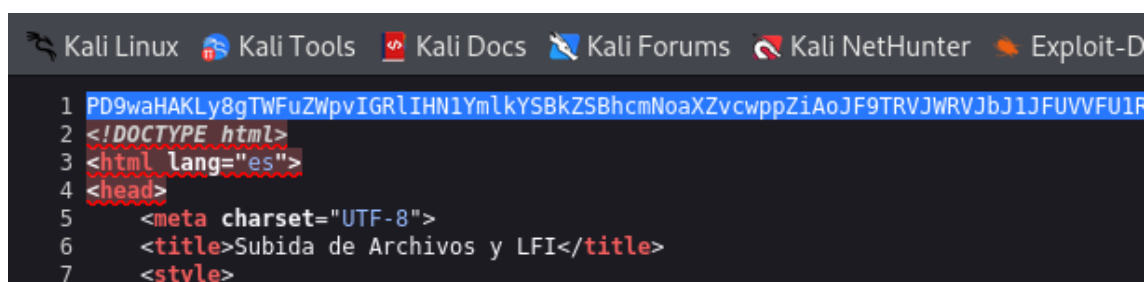 Kali Linux Kali Tools Kali Docs Kali Forums Kali NetHunter Exploit-D
1 PD9waHAKLy8gTWFuZWpvIGRlIHN1YmlkYSBkZSBhcmNoaXZvcwppZiAoJF9TRVJWRVJbJ1JFUVVFU1R
2 <!DOCTYPE html>
3 <html lang="es">
4 <head>
5 <meta charset="UTF-8">
6 <title>Subida de Archivos y LFI</title>
7 <style>